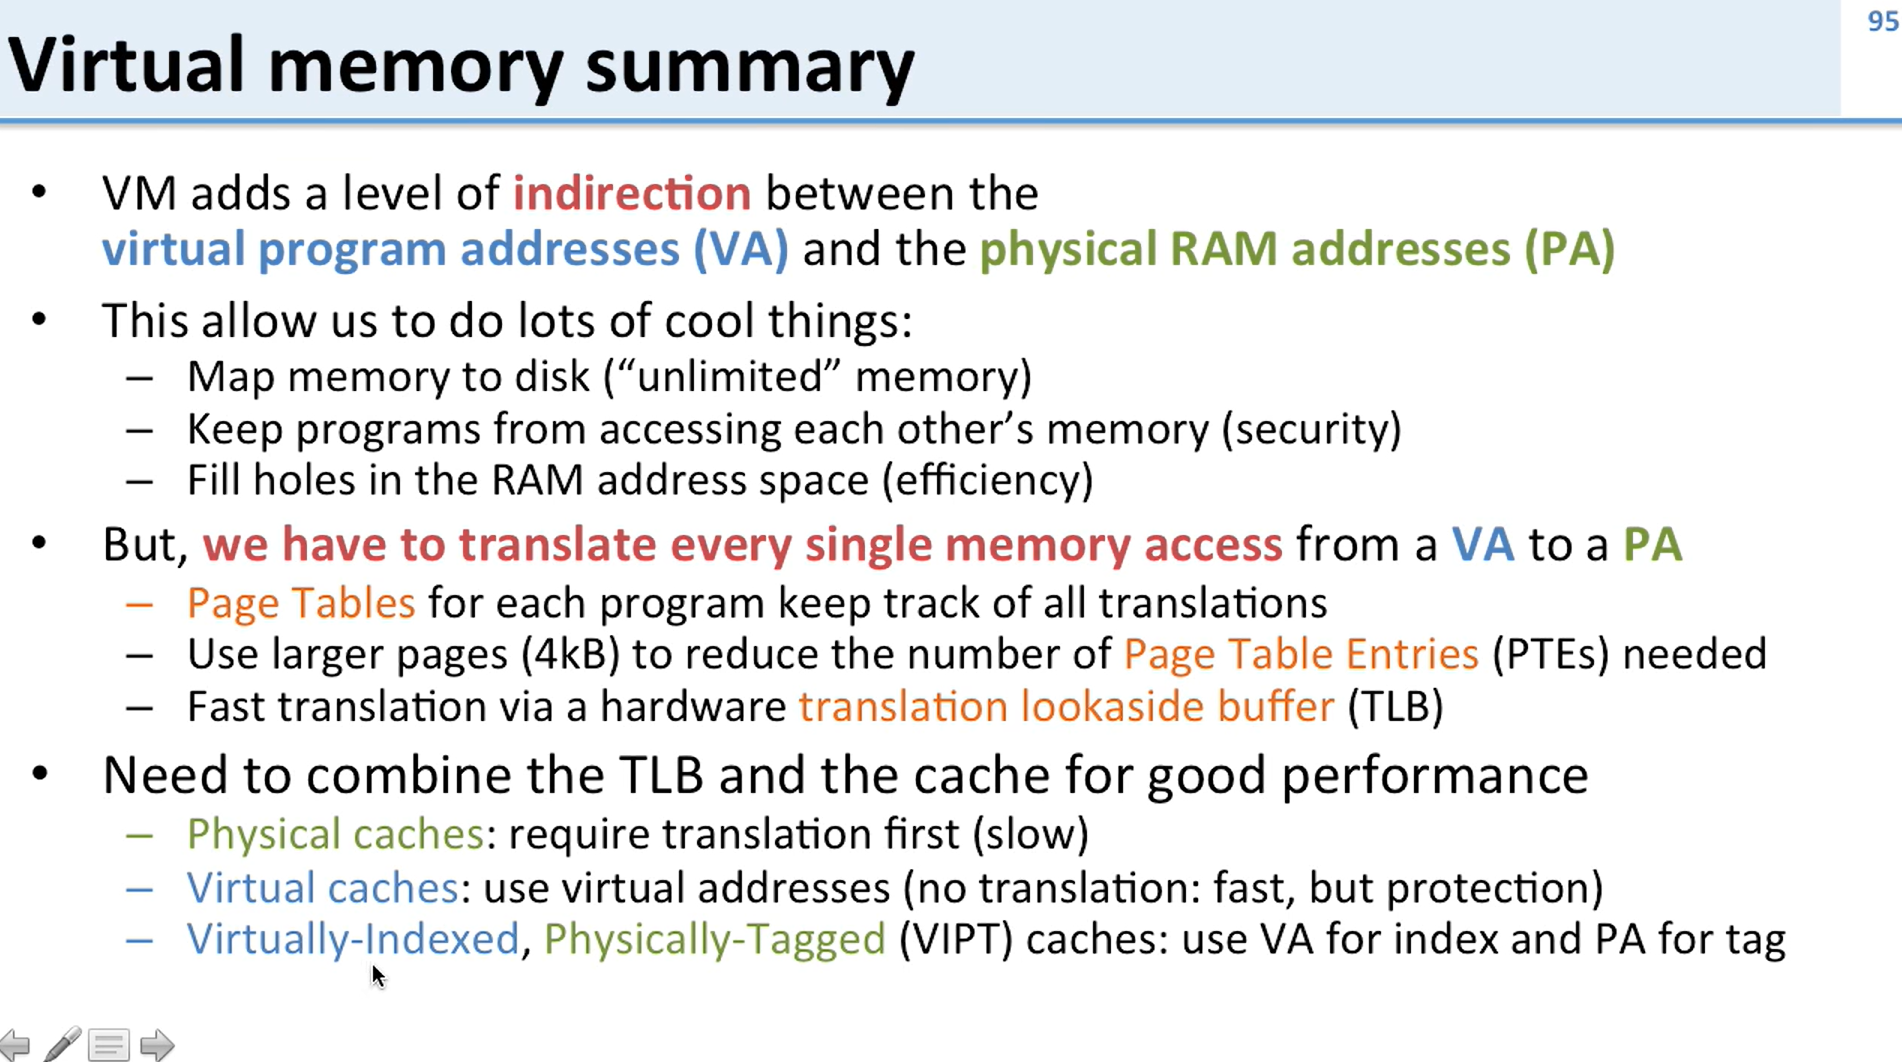 95
Virtual memory summary
• VM adds a level of indirection between the
virtual program addresses (VA) and the physical RAM addresses (PA)
• This allow us to do lots of cool things:
– Map memory to disk (“unlimited” memory)
– Keep programs from accessing each other’s memory (security)
– Fill holes in the RAM address space (efficiency)
• But, we have to translate every single memory access from a VA to a PA
– Page Tables for each program keep track of all translations
– Use larger pages (4kB) to reduce the number of Page Table Entries (PTEs) needed
– Fast translation via a hardware translation lookaside buffer (TLB)
• Need to combine the TLB and the cache for good performance
– Physical caches: require translation first (slow)
– Virtual caches: use virtual addresses (no translation: fast, but protection)
– Virtually-Indexed, Physically-Tagged (VIPT) caches: use VA for index and PA for tag